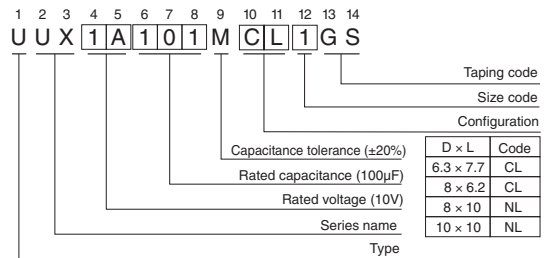 1 2 3 4 5 6 7 8 9 10 11 12 13 14
U U X 1 A 1 0 1 M C L 1 G S
Taping code
Size code
Configuration
Capacitance tolerance (±20%)
Rated capacitance (100µF)
Rated voltage (10V)
Series name
Type
D × L Code
6.3 × 7.7 CL
8 × 6.2 CL
8 × 10 NL
10 × 10 NL